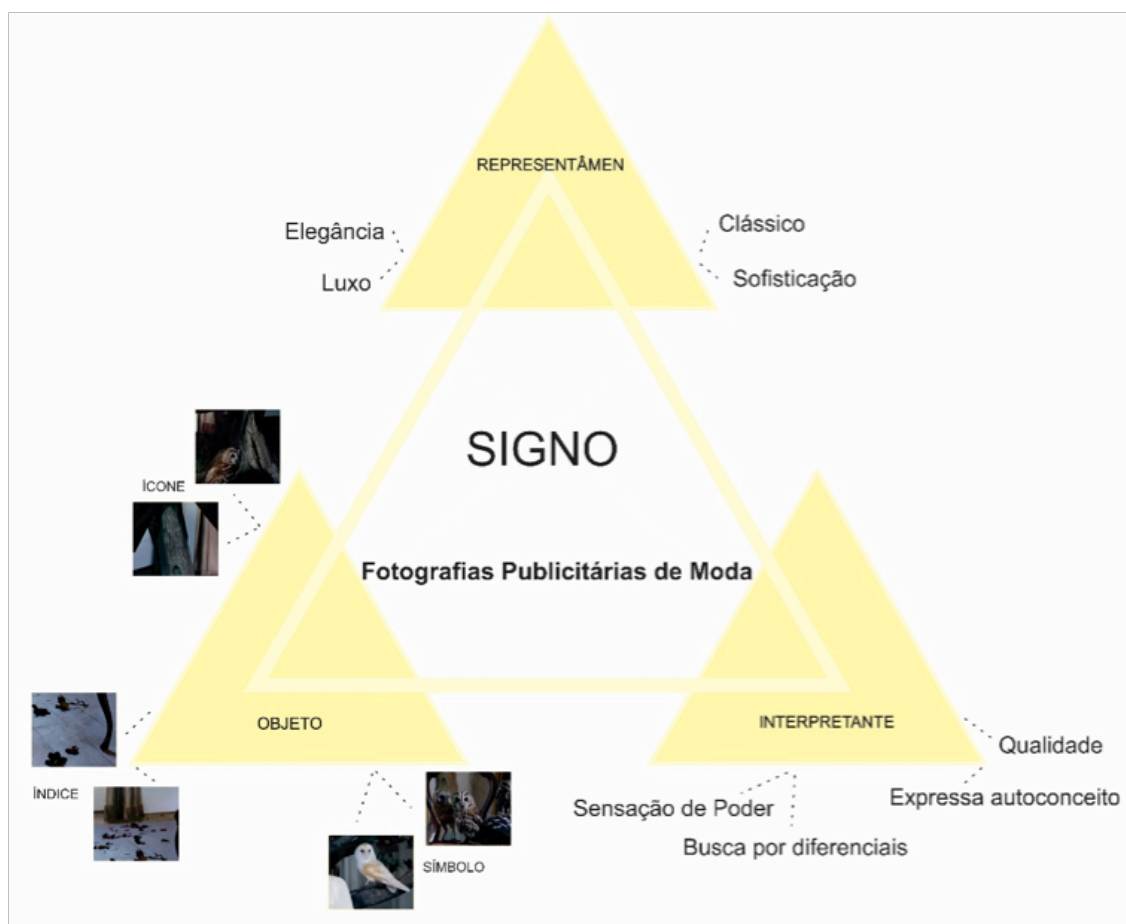 REPRESENTÂMEN
Elegância
Clássico
Luxo
Sofisticação
SIGNO
ÍCONE
Fotografias Publicitárias de Moda
OBJETO
INTERPRETANTE
Qualidade
ÍNDICE
Expressa autoconceito
Sensação de Poder
Busca por diferenciais
SÍMBOLO